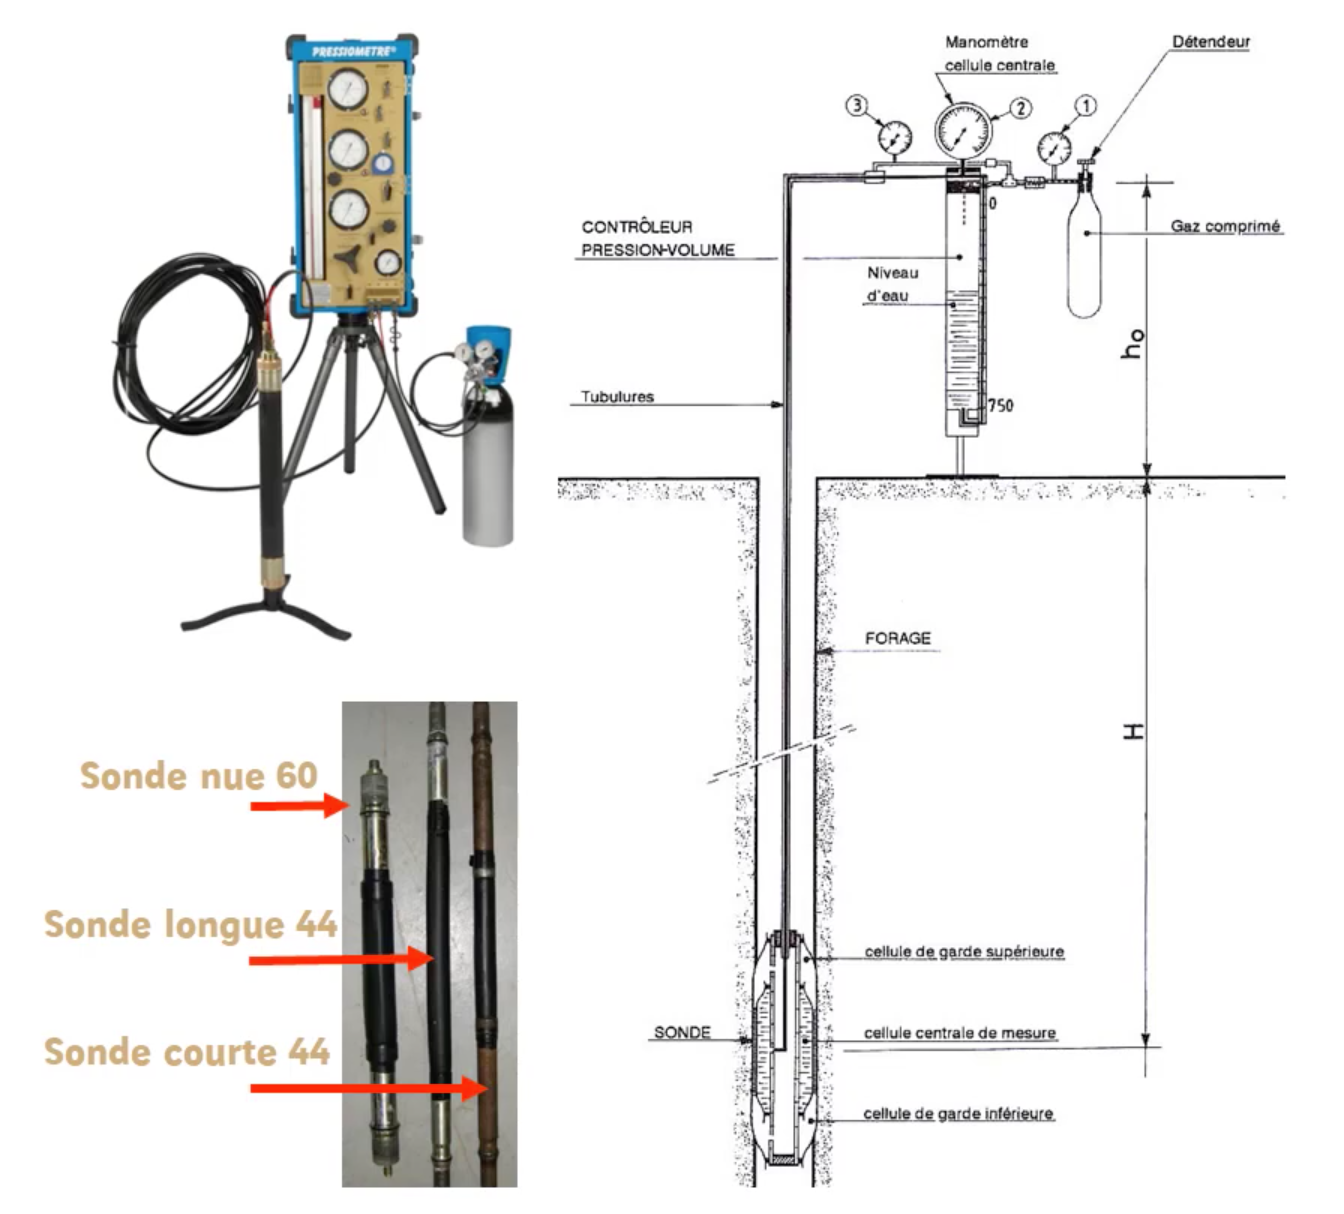 PRESSIOMETRE®
Manomètre
cellule centrale
Détendeur
3
2
1
0
CONTRÔLEUR
PRESSION-VOLUME
Gaz comprimé
Niveau
d'eau
ho
Tubulures
750
FORAGE
H
Sonde nue 60
Sonde longue 44
Sonde courte 44
cellule de garde supérieure
SONDE
cellule centrale de mesure
cellule de garde inférieure